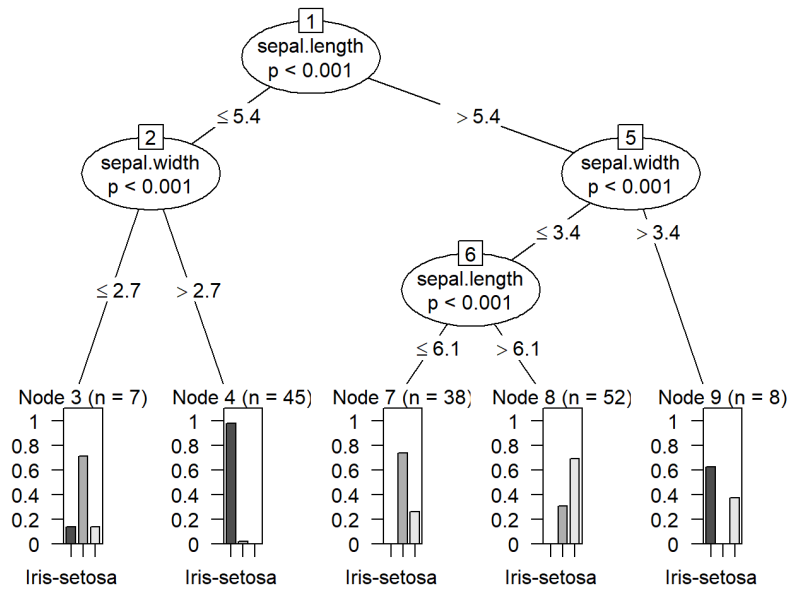 1
sepal.length
p < 0.001
≤ 5.4
> 5.4
2
sepal.width
p < 0.001
5
sepal.width
p < 0.001
≤ 3.4
> 3.4
6
sepal.length
p < 0.001
≤ 2.7
> 2.7
≤ 6.1
> 6.1
Node 3 (n = 7)
1
0.8
0.6
0.4
0.2
0
Iris-setosa
Node 4 (n = 45)
1
0.8
0.6
0.4
0.2
0
Iris-setosa
Node 7 (n = 38)
1
0.8
0.6
0.4
0.2
0
Iris-setosa
Node 8 (n = 52)
1
0.8
0.6
0.4
0.2
0
Iris-setosa
Node 9 (n = 8)
1
0.8
0.6
0.4
0.2
0
Iris-setosa